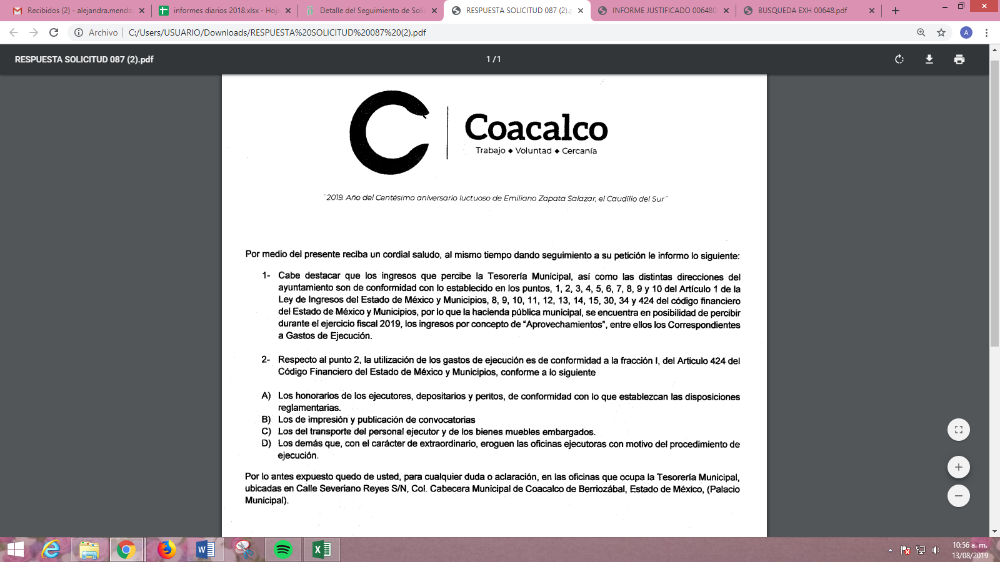 Recibidos (2) - alejandra.mendo
informes diarios 2018.xlsx - Hoj
Detalle del Seguimiento de Solic
RESPUESTA SOLICITUD 087 (2).p
INFORME JUSTIFICADO 00648
BUSQUEDA EXH 00648.pdf
Archivo
C:/Users/USUARIO/Downloads/RESPUESTA%20SOLICITUD%20087%20(2).pdf
A
RESPUESTA SOLICITUD 087 (2).pdf
1 / 1
Coacalco
Trabajo ◆ Voluntad ◆ Cercanía
"2019. Año del Centésimo aniversario luctuoso de Emiliano Zapata Salazar, el Caudillo del Sur"
Por medio del presente reciba un cordial saludo, al mismo tiempo dando seguimiento a su petición le informo lo siguiente:
1- Cabe destacar que los ingresos que percibe la Tesorería Municipal, así como las distintas direcciones del
ayuntamiento son de conformidad con lo establecido en los puntos, 1, 2, 3, 4, 5, 6, 7, 8, 9 y 10 del Artículo 1 de la
Ley de Ingresos del Estado de México y Municipios, 8, 9, 10, 11, 12, 13, 14, 15, 30, 34 y 424 del código financiero
del Estado de México y Municipios, por lo que la hacienda pública municipal, se encuentra en posibilidad de percibir
durante el ejercicio fiscal 2019, los ingresos por concepto de "Aprovechamientos", entre ellos los Correspondientes
a Gastos de Ejecución.
2- Respecto al punto 2, la utilización de los gastos de ejecución es de conformidad a la fracción I, del Articulo 424 del
Código Financiero del Estado de México y Municipios, conforme a lo siguiente
A) Los honorarios de los ejecutores, depositarios y peritos, de conformidad con lo que establezcan las disposiciones
reglamentarias.
B) Los de impresión y publicación de convocatorias
C) Los del transporte del personal ejecutor y de los bienes muebles embargados.
D) Los demás que, con el carácter de extraordinario, eroguen las oficinas ejecutoras con motivo del procedimiento de
ejecución.
Por lo antes expuesto quedo de usted, para cualquier duda o aclaración, en las oficinas que ocupa la Tesorería Municipal,
ubicadas en Calle Severiano Reyes S/N, Col. Cabecera Municipal de Coacalco de Berriozábal, Estado de México, (Palacio
Municipal).
10:56 a. m.
13/08/2019